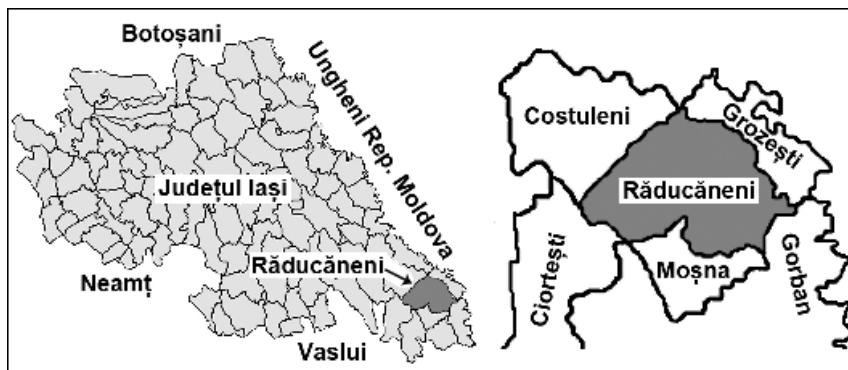 Botoșani
Ungheni Rep. Moldova
Județul Iași
Răducăneni
Neamț
Vaslui
Costuleni
Grozești
Răducăneni
Ciortești
Moșna
Gorban